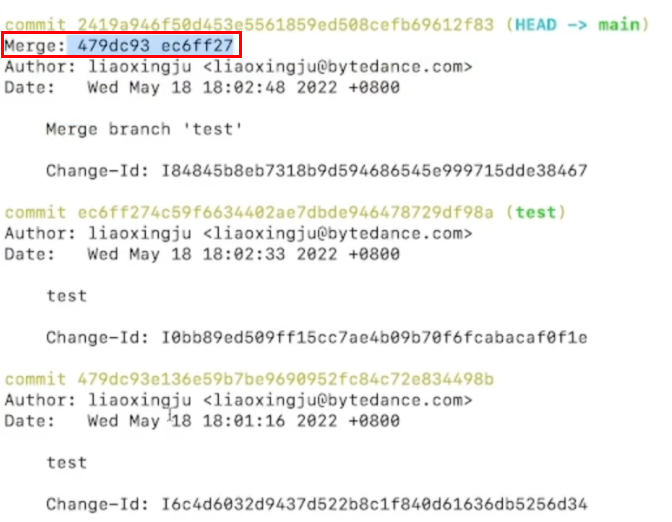 commit 2419a946f50d453e5561859ed508cefb69612f83 (HEAD -> main)
Merge: 479dc93 ec6ff27
Author: liaoxingju <liaoxingju@bytedance.com>
Date:   Wed May 18 18:02:48 2022 +0800
Merge branch 'test'
Change-Id: I84845b8eb7318b9d594686545e999715dde38467
commit ec6ff274c59f6634402ae7dbde946478729df98a (test)
Author: liaoxingju <liaoxingju@bytedance.com>
Date:   Wed May 18 18:02:33 2022 +0800
test
Change-Id: I0bb89ed509ff15cc7ae4b09b70f6fcabacaf0f1e
commit 479dc93e136e59b7be9690952fc84c72e834498b
Author: liaoxingju <liaoxingju@bytedance.com>
Date:   Wed May 18 18:01:16 2022 +0800
test
Change-Id: I6c4d6032d9437d522b8c1f840d61636db5256d34